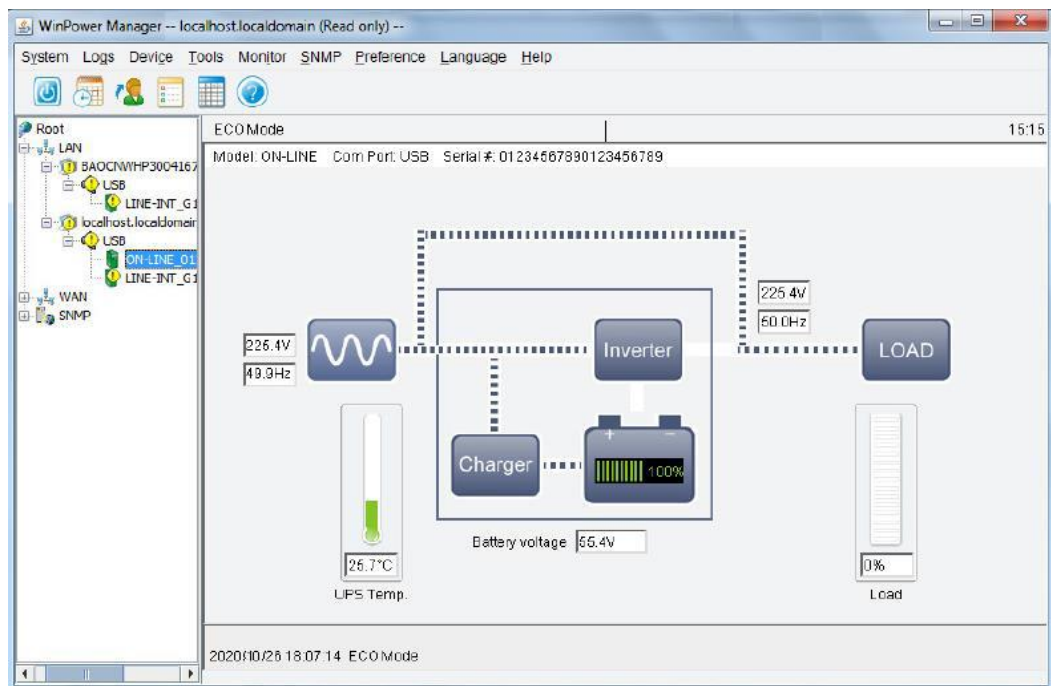 WinPower Manager -- localhost.localdomain (Read only) --
System Logs Device Tools Monitor SNMP Preference Language Help
Root
LAN
BAOCNWHP3004167
USB
LINE-INT_G1
localhost.localdomain
USB
ON-LINE_01
LINE-INT_G1
WAN
SNMP
ECO Mode 15:15
Model: ON-LINE Com Port: USB Serial #: 01234567890123456789
225.4V
50.0Hz
226.4V
49.9Hz
Inverter
LOAD
Charger
+ -
100%
Battery voltage 55.4V
25.7°C
UPS Temp.
0%
Load
2020/10/26 18:07:14 ECO Mode